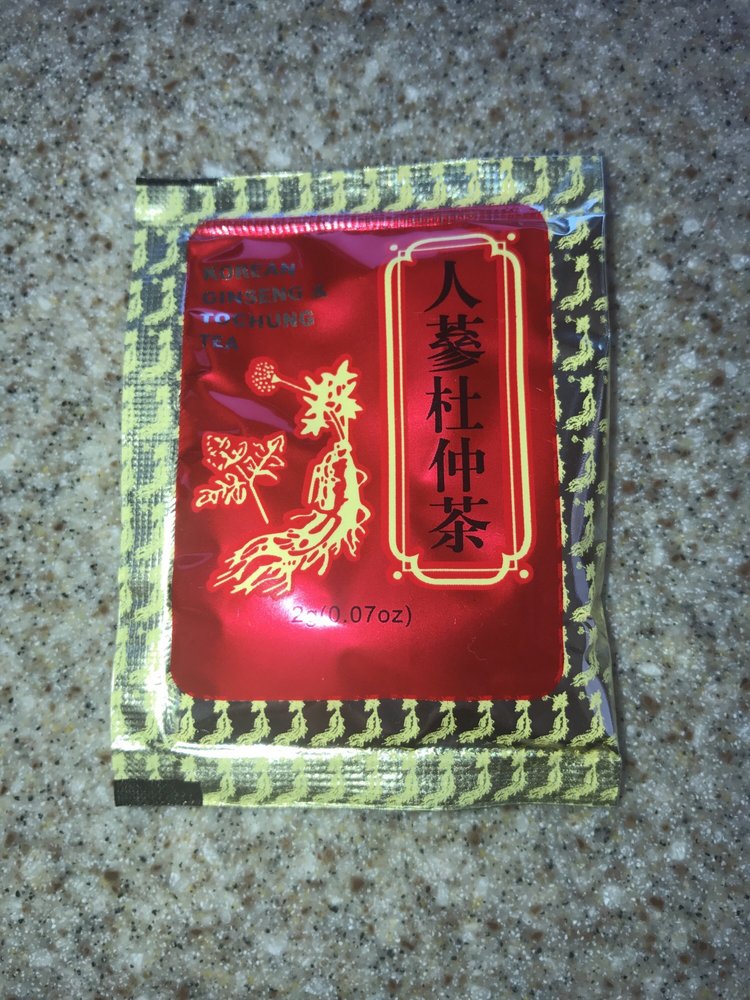 KOREAN
GINSENG &
TOCHUNG
TEA
人蔘杜仲茶
2g(0.07oz)